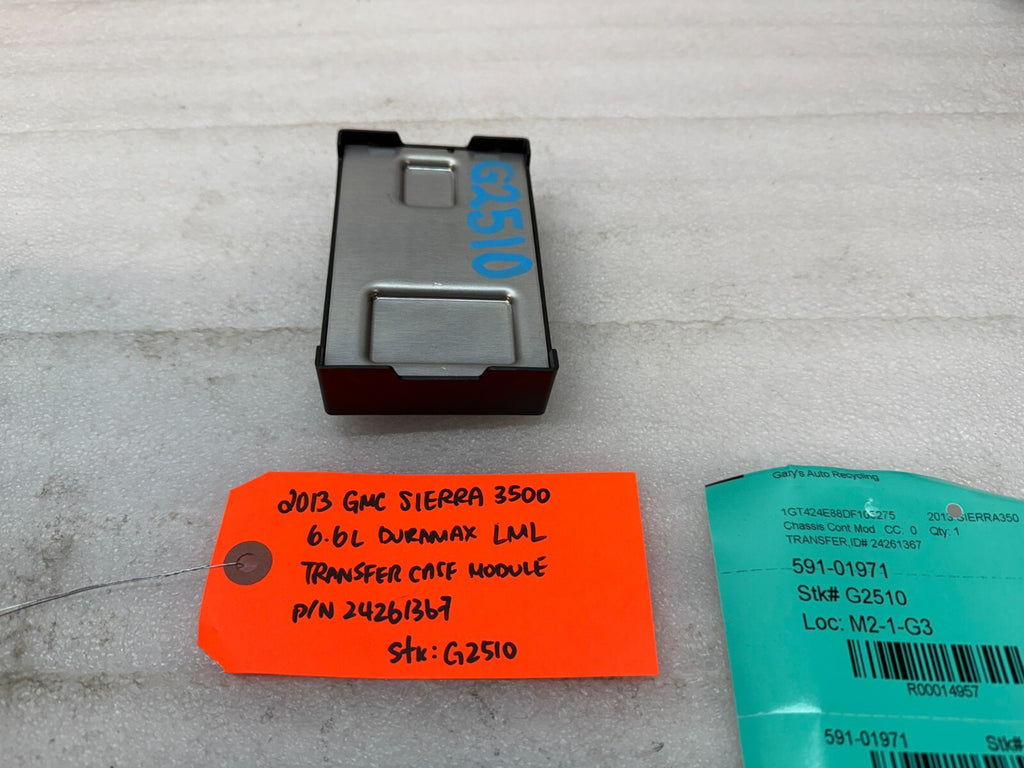 G2510
2013 GMC SIERRA 3500
6.6L DURAMAX LML
TRANSFER CASE MODULE
P/N 24261367
Stk: G2510
Gary's Auto Recycling
2013 SIERRA350
Chassis Cont Mod CC: 0 Qty: 1
TRANSFER,ID# 24261367
591-01971
Stk# G2510
Loc: M2-1-G3
R00014957
591-01971 Stk#